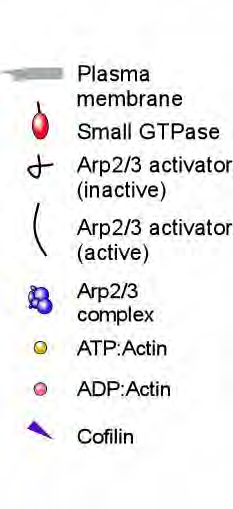 Plasma
membrane
Small GTPase
Arp2/3 activator
(inactive)
Arp2/3 activator
(active)
Arp2/3
complex
ATP:Actin
ADP:Actin
Cofilin